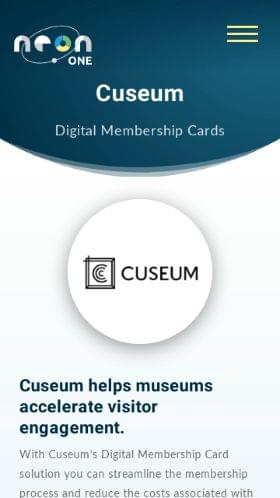 neon
ONE
Cuseum
Digital Membership Cards
CUSEUM
Cuseum helps museums
accelerate visitor
engagement.
With Cuseum's Digital Membership Card
solution you can streamline the membership
process and reduce the costs associated with